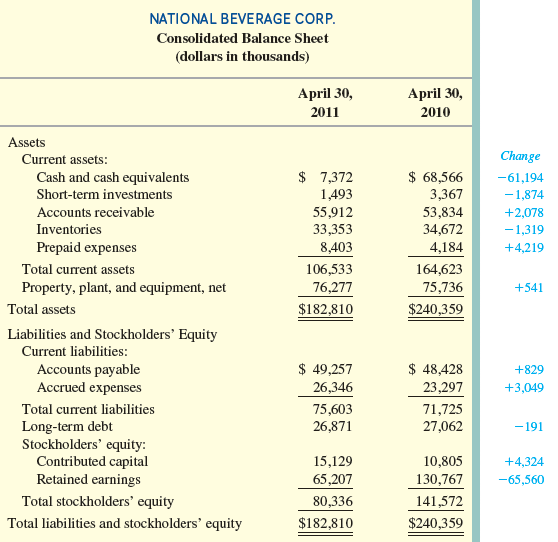 NATIONAL BEVERAGE CORP.
Consolidated Balance Sheet
(dollars in thousands)
April 30, April 30,
2011 2010
Assets
Current assets: Change
Cash and cash equivalents $ 7,372 $ 68,566 −61,194
Short-term investments 1,493 3,367 −1,874
Accounts receivable 55,912 53,834 +2,078
Inventories 33,353 34,672 −1,319
Prepaid expenses 8,403 4,184 +4,219
Total current assets 106,533 164,623
Property, plant, and equipment, net 76,277 75,736 +541
Total assets $182,810 $240,359
Liabilities and Stockholders' Equity
Current liabilities:
Accounts payable $ 49,257 $ 48,428 +829
Accrued expenses 26,346 23,297 +3,049
Total current liabilities 75,603 71,725
Long-term debt 26,871 27,062 −191
Stockholders' equity:
Contributed capital 15,129 10,805 +4,324
Retained earnings 65,207 130,767 −65,560
Total stockholders' equity 80,336 141,572
Total liabilities and stockholders' equity $182,810 $240,359